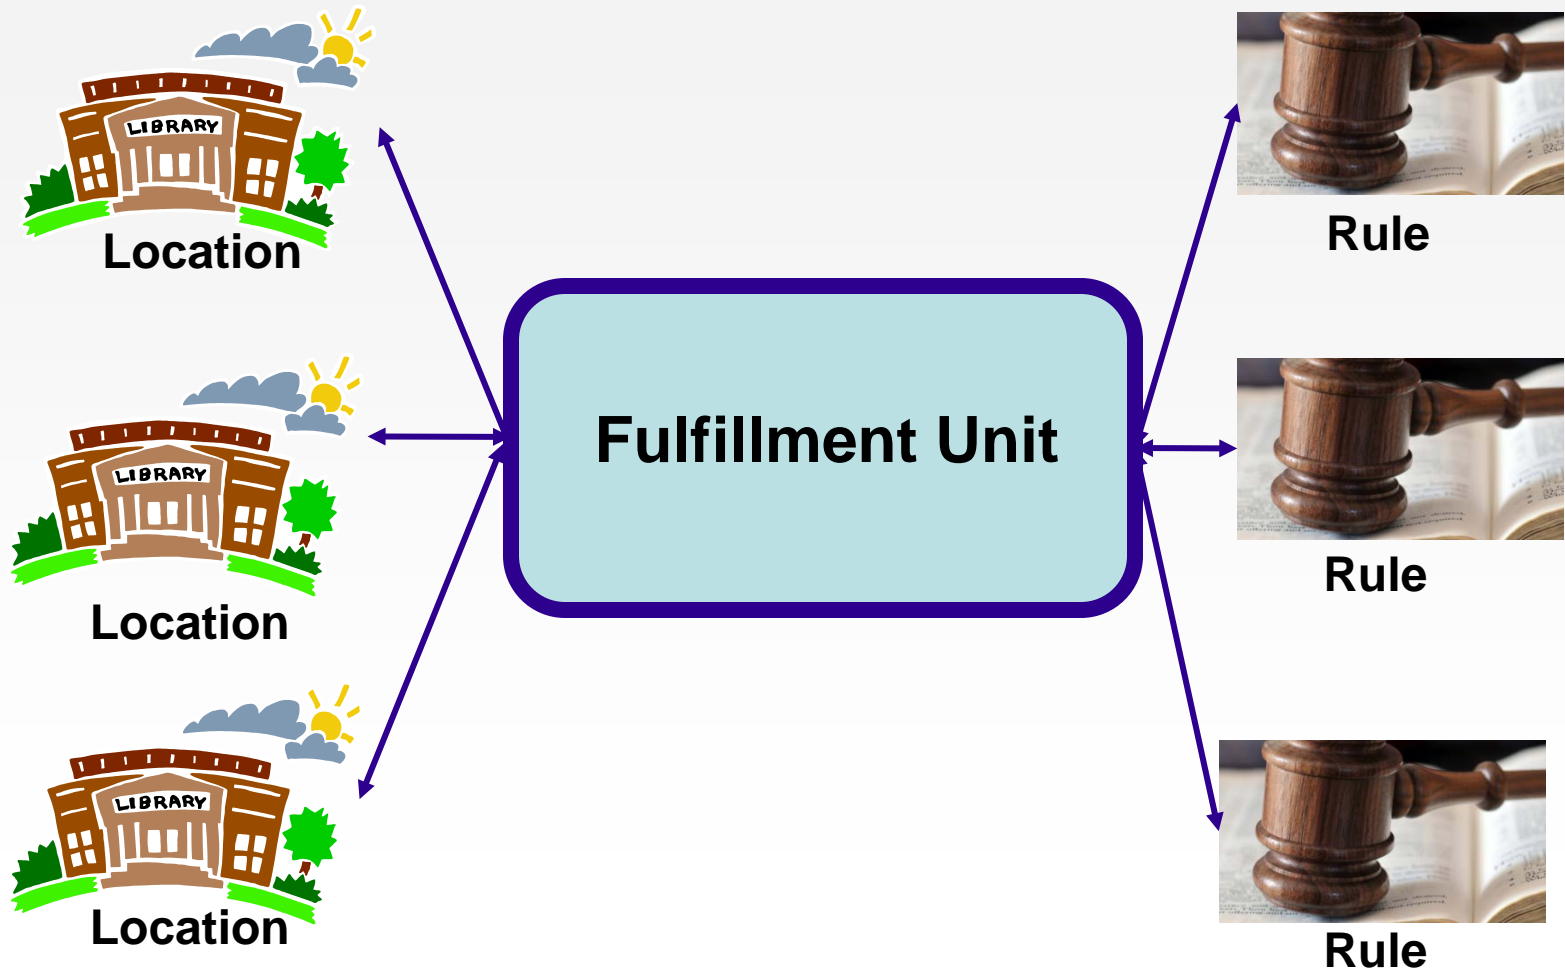 LIBRARY
Location
Rule
Fulfillment Unit
LIBRARY
Location
Rule
LIBRARY
Location
Rule